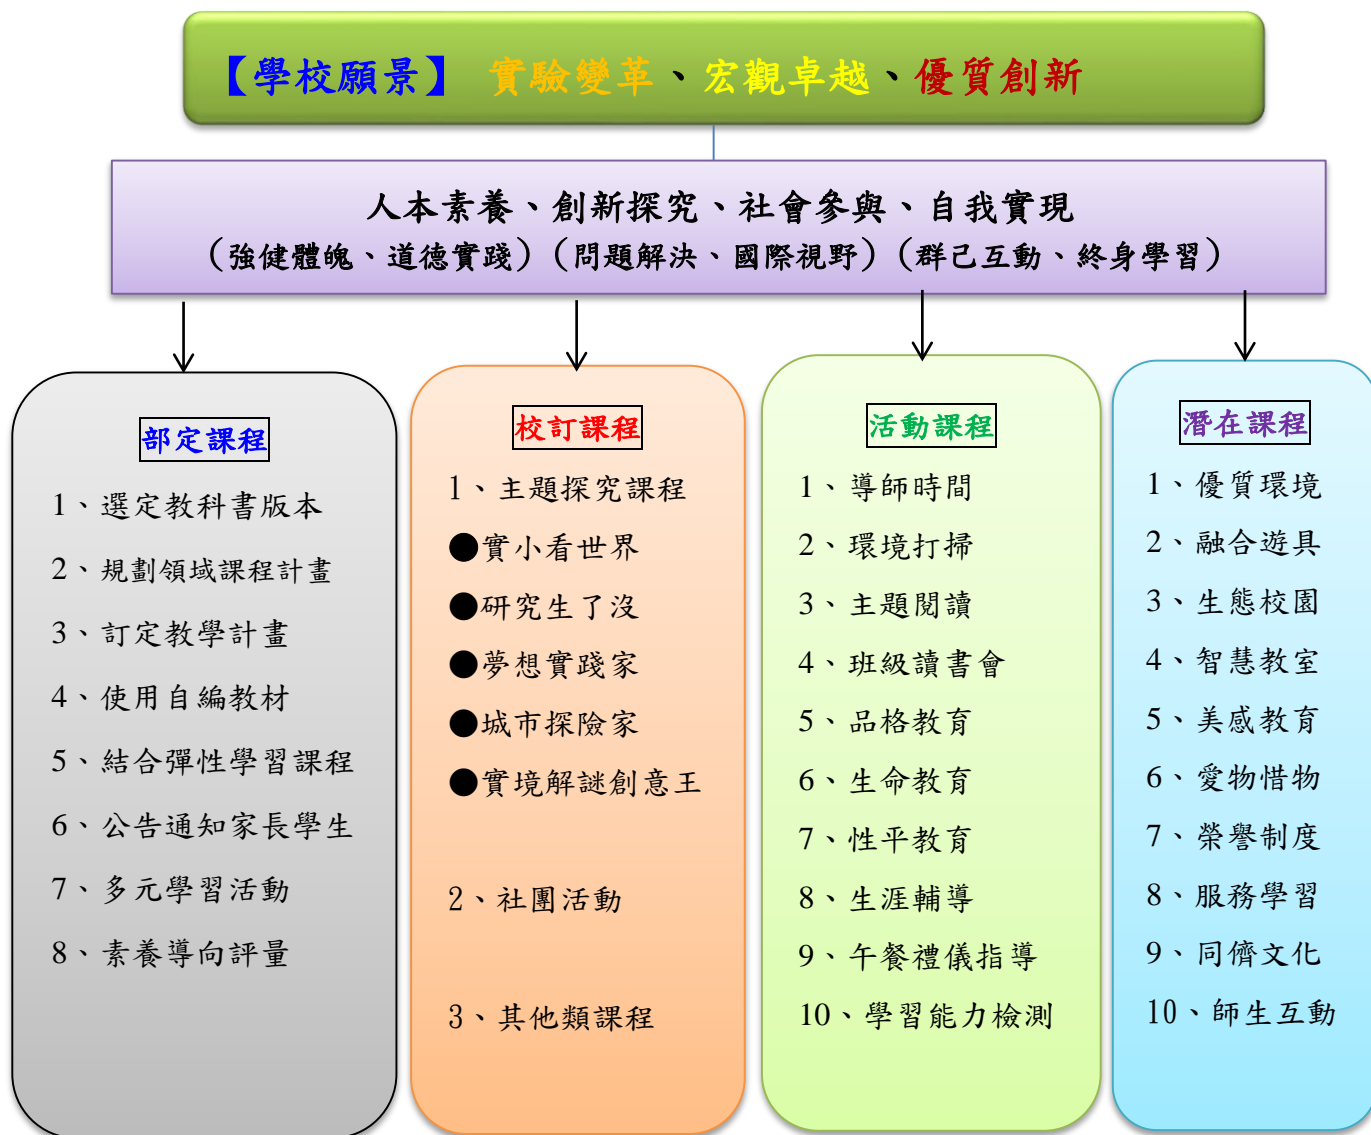 【學校願景】 實驗變革、宏觀卓越、優質創新
人本素養、創新探究、社會參與、自我實現
（強健體魄、道德實踐）（問題解決、國際視野）（群己互動、終身學習）
部定課程
1、選定教科書版本
2、規劃領域課程計畫
3、訂定教學計畫
4、使用自編教材
5、結合彈性學習課程
6、公告通知家長學生
7、多元學習活動
8、素養導向評量
校訂課程
1、主題探究課程
●實小看世界
●研究生了沒
●夢想實踐家
●城市探險家
●實境解謎創意王
2、社團活動
3、其他類課程
活動課程
1、導師時間
2、環境打掃
3、主題閱讀
4、班級讀書會
5、品格教育
6、生命教育
7、性平教育
8、生涯輔導
9、午餐禮儀指導
10、學習能力檢測
潛在課程
1、優質環境
2、融合遊具
3、生態校園
4、智慧教室
5、美感教育
6、愛物惜物
7、榮譽制度
8、服務學習
9、同儕文化
10、師生互動